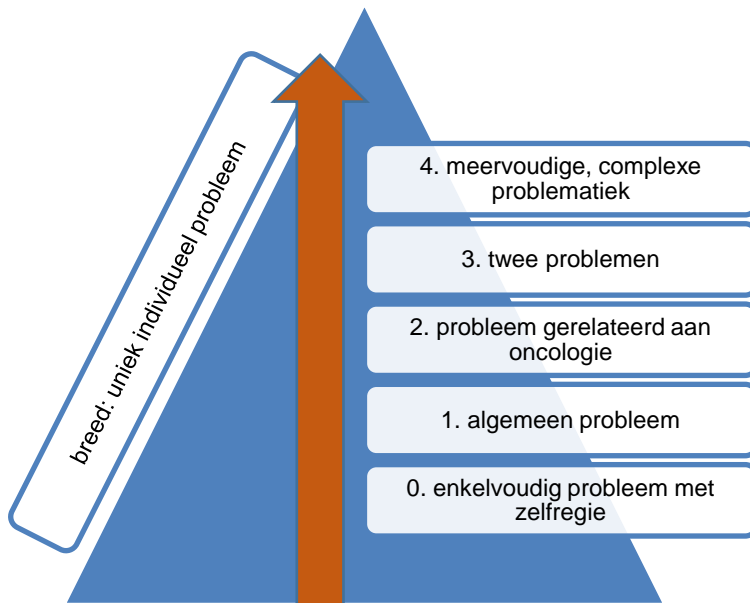 breed: uniek individueel probleem
4. meervoudige, complexe
problematiek
3. twee problemen
2. probleem gerelateerd aan
oncologie
1. algemeen probleem
0. enkelvoudig probleem met
zelfregie